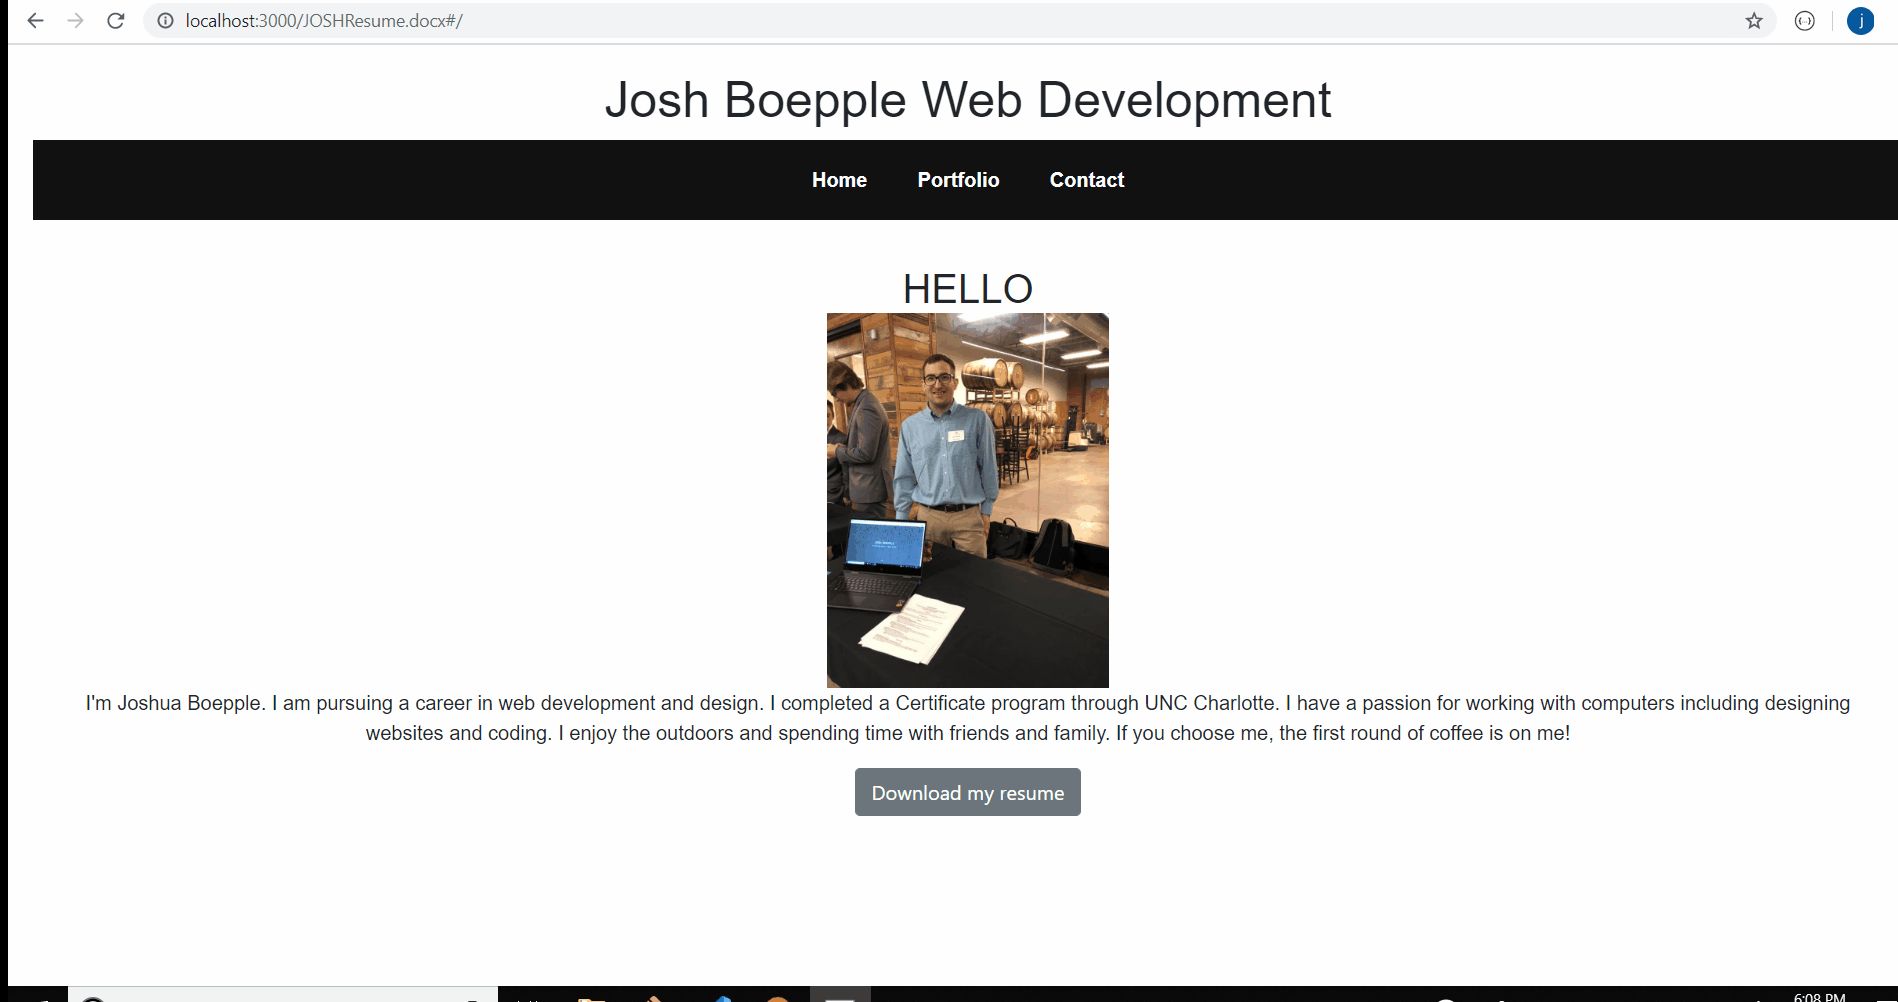 localhost:3000/JOSHResume.docx#/
j
Josh Boepple Web Development
Home Portfolio Contact
HELLO
I'm Joshua Boepple. I am pursuing a career in web development and design. I completed a Certificate program through UNC Charlotte. I have a passion for working with computers including designing
websites and coding. I enjoy the outdoors and spending time with friends and family. If you choose me, the first round of coffee is on me!
Download my resume
6:08 PM